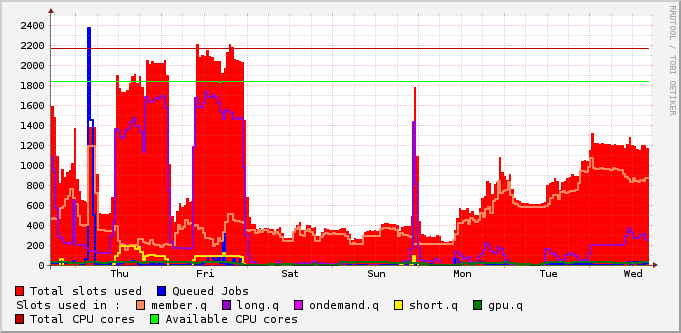 2400
2200
2000
1800
1600
1400
1200
1000
800
600
400
200
0
Thu Fri Sat Sun Mon Tue Wed
Total slots used Queued Jobs
Slots used in : member.q long.q ondemand.q short.q gpu.q
Total CPU cores Available CPU cores
RRDTOOL / TOBI OETIKER